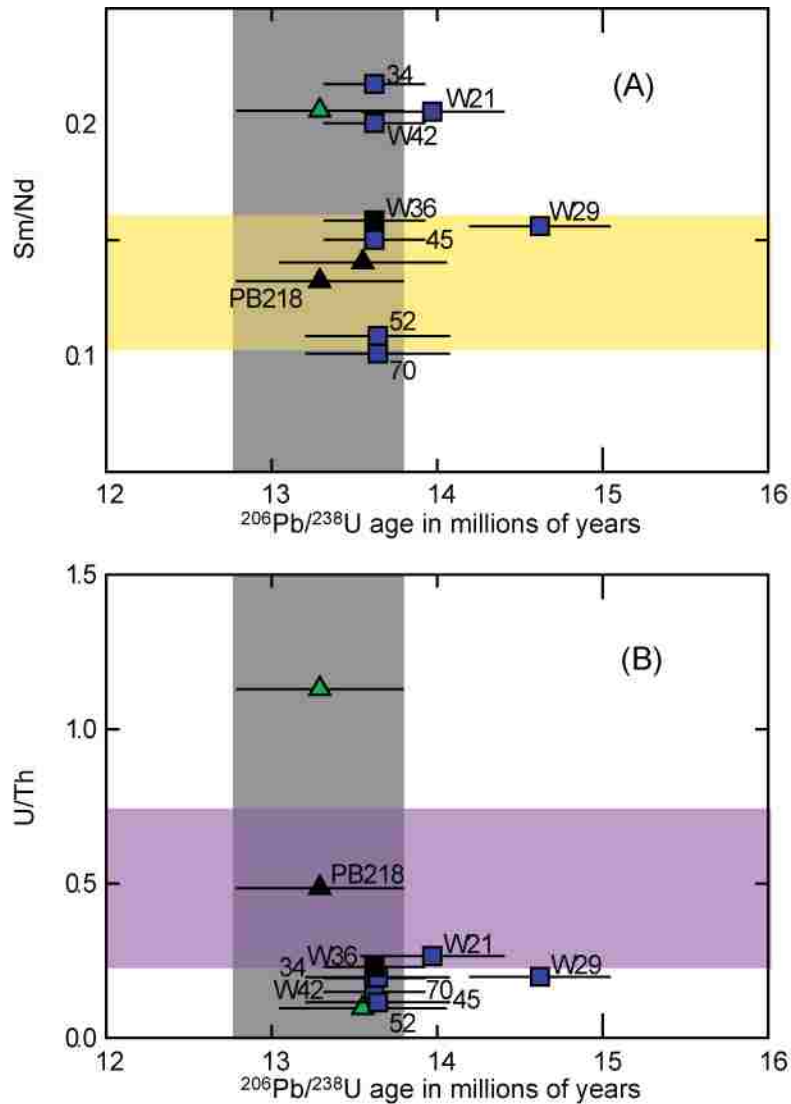 (A)
34
W21
0.2
W42
W36
W29
Sm/Nd
45
PB218
52
0.1
70
12 13 14 15 16
206Pb/238U age in millions of years
1.5
(B)
1.0
U/Th
PB218
0.5
W36 W21
34 W29
W42 70 45
52
0.0
12 13 14 15 16
206Pb/238U age in millions of years